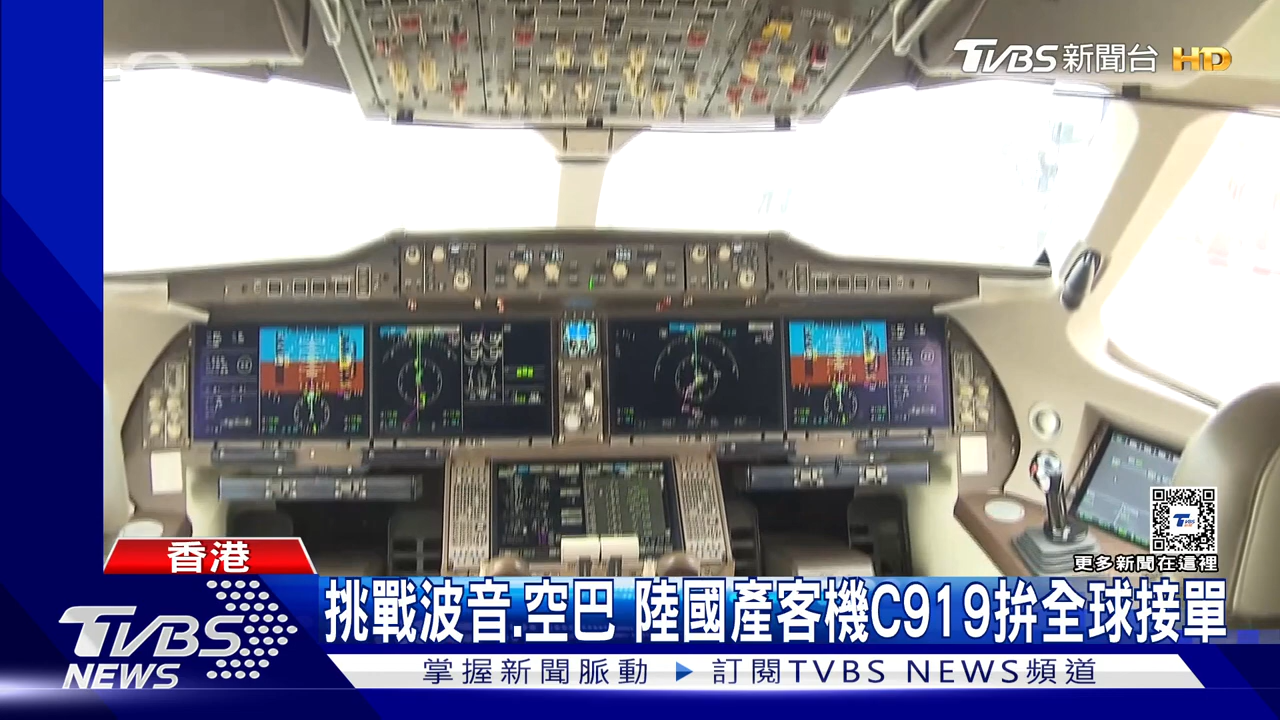 TVBS新聞台 HD
TVBS
更多新聞在這裡
香港
挑戰波音.空巴 陸國產客機C919拚全球接單
TVBS
NEWS
掌握新聞脈動 ▶ 訂閱TVBS NEWS頻道